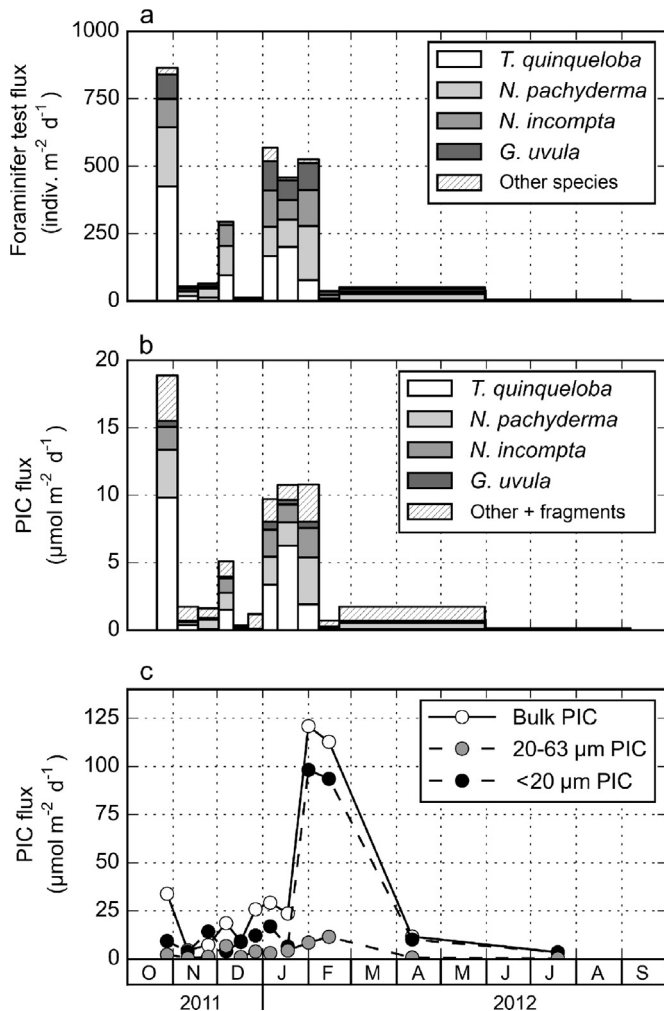 a
1000
750
500
250
0
Foraminifer test flux
(indiv. m-2 d-1)
T. quinqueloba
N. pachyderma
N. incompta
G. uvula
Other species
b
20
15
10
5
0
PIC flux
(µmol m-2 d-1)
T. quinqueloba
N. pachyderma
N. incompta
G. uvula
Other + fragments
c
125
100
75
50
25
0
PIC flux
(µmol m-2 d-1)
Bulk PIC
20-63 µm PIC
<20 µm PIC
O N D J F M A M J J A S
2011 2012